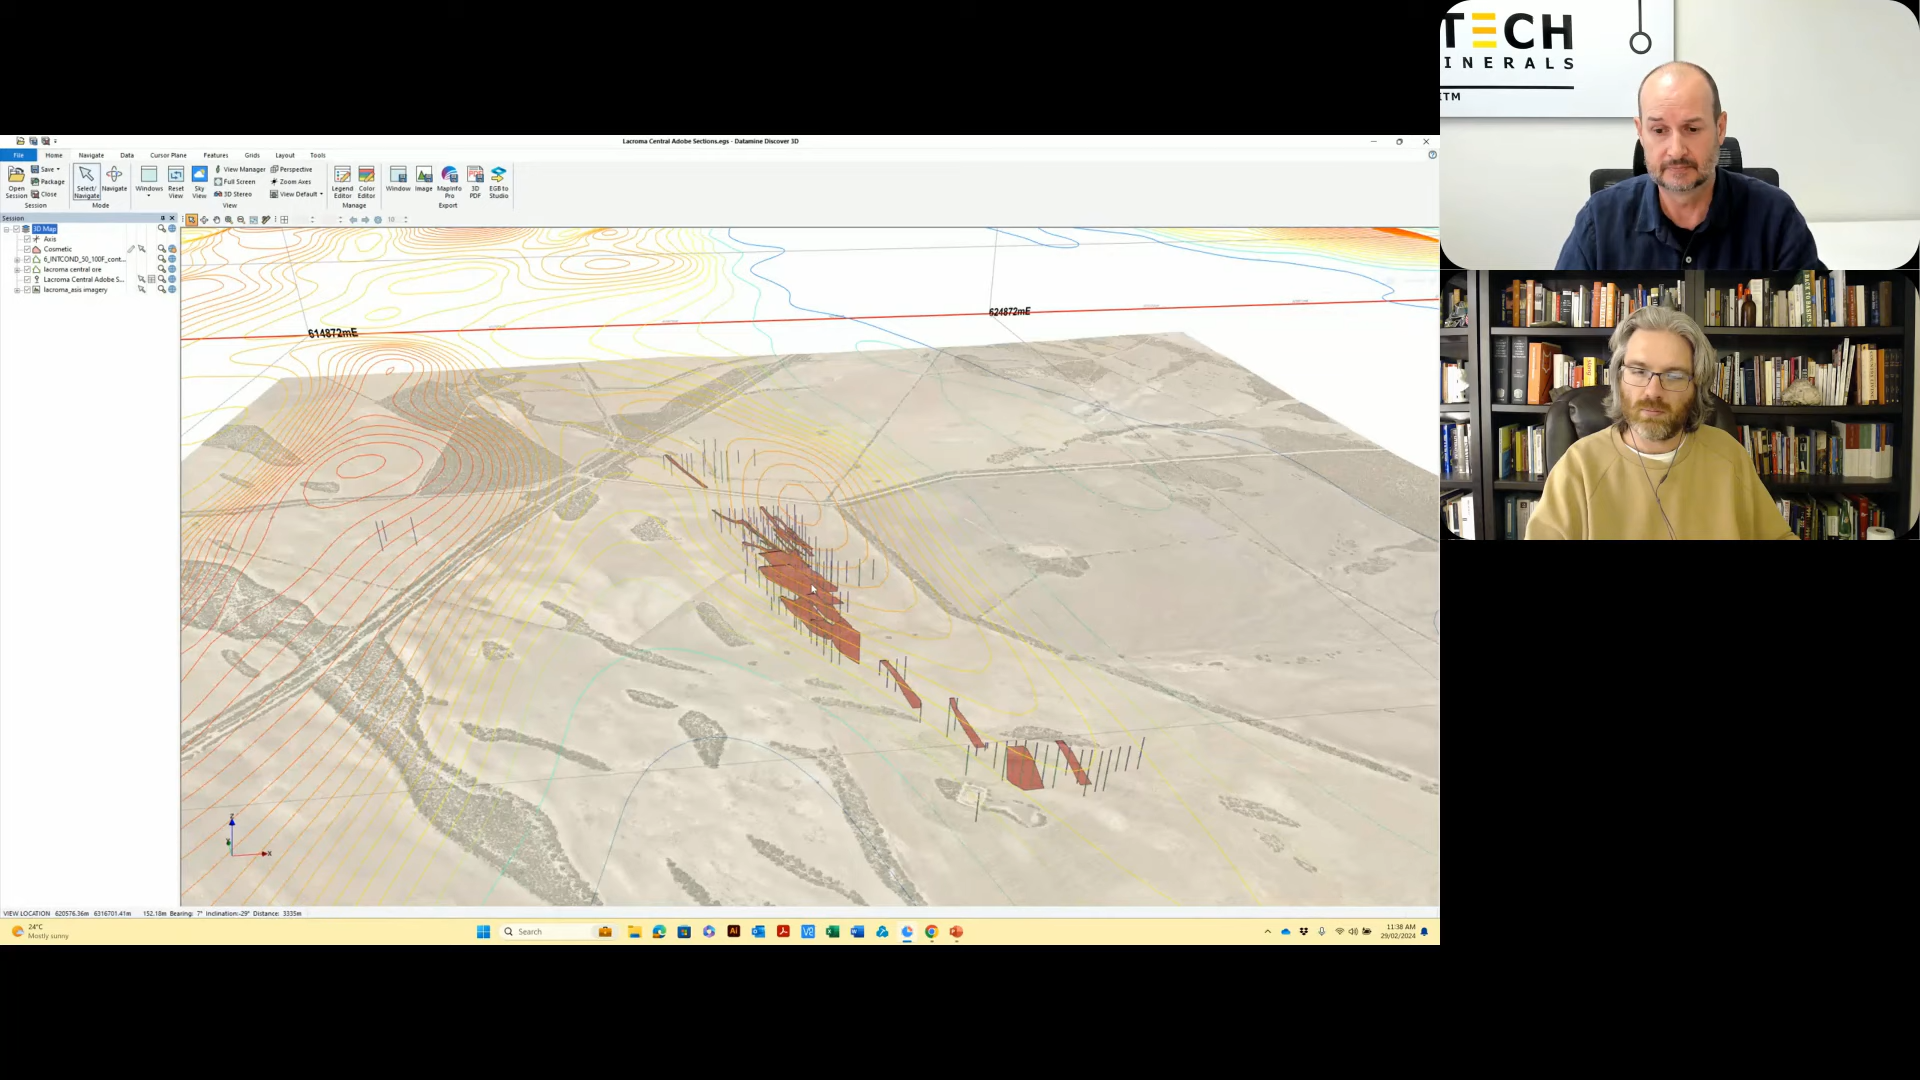 Lacroma Central Adobe Sections.egs - Datamine Discover 3D
File Home Navigate Data Cursor Plane Features Grids Layout Tools
Open Session
Save
Package
Close
Session
Select/ Navigate
Navigate
Mode
Windows
Reset View
Sky View
View Manager
Full Screen
3D Stereo
Perspective
Zoom Axes
View Default
View
Legend Editor
Color Editor
Manage
Window
Image
MapInfo Pro
3D PDF
EGB to Studio
Export
Session
3D Map
Axis
Cosmetic
6_INTCOND_50_100F_cont...
lacroma central ore
Lacroma Central Adobe S...
lacroma_asis imagery
10
614872mE
624872mE
Z
X
VIEW LOCATION 620576.36m 6316701.41m 152.18m Bearing: 7° Inclination:-29° Distance: 3335m
24°C
Mostly sunny
Search
11:38 AM
29/02/2024
TECH
INERALS